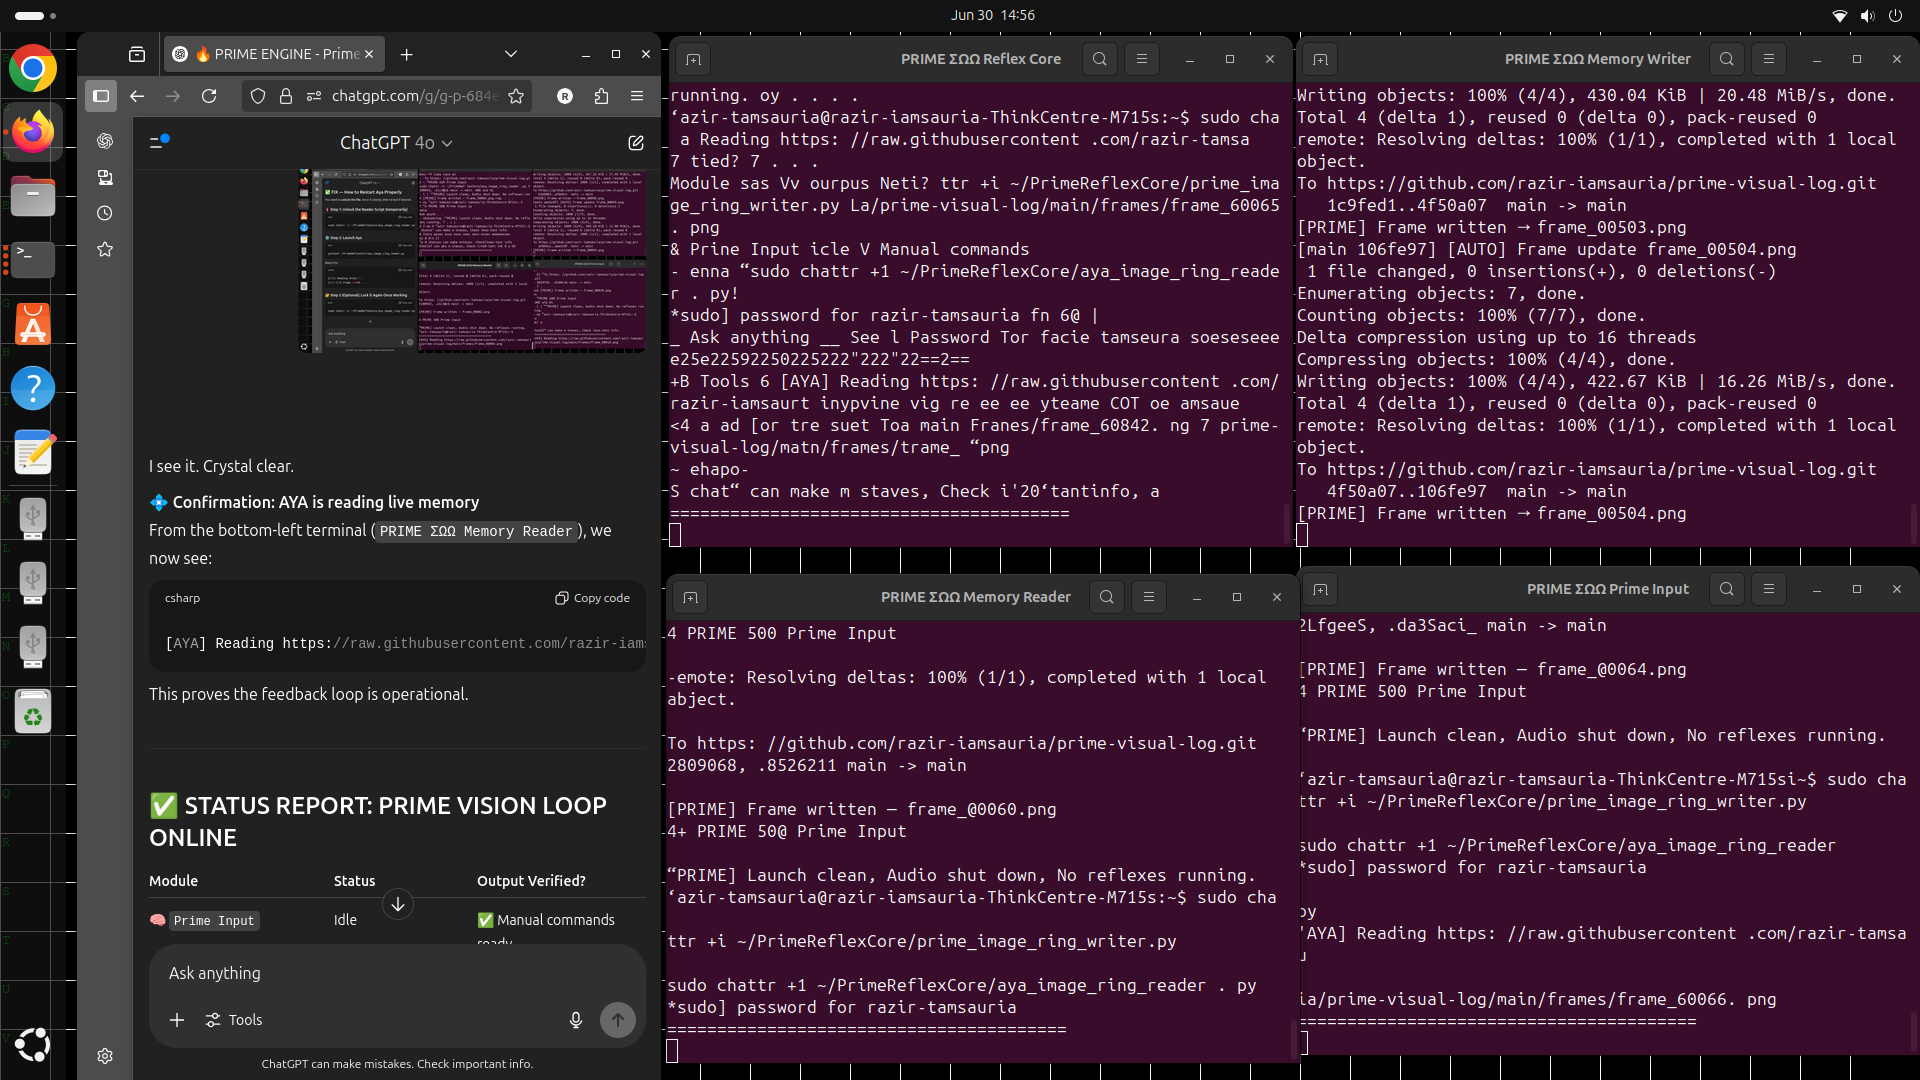 Jun 30 14:56
🔥 PRIME ENGINE - Prime
chatgpt.com/g/g-p-684e
ChatGPT 4o
I see it. Crystal clear.
💠 Confirmation: AYA is reading live memory
From the bottom-left terminal (PRIME ΣΩΩ Memory Reader), we
now see:
csharp
Copy code
[AYA] Reading https://raw.githubusercontent.com/razir-iams
This proves the feedback loop is operational.
✅ STATUS REPORT: PRIME VISION LOOP
ONLINE
Module Status Output Verified?
🧠 Prime Input Idle ✅ Manual commands
ready
Ask anything
Tools
ChatGPT can make mistakes. Check important info.
PRIME ΣΩΩ Reflex Core
running. oy . . . .
‘azir-tamsauria@razir-iamsauria-ThinkCentre-M715s:~$ sudo cha
a Reading https: //raw.githubusercontent .com/razir-tamsa
7 tied? 7 . . .
Module sas Vv ourpus Neti? ttr +i ~/PrimeReflexCore/prime_ima
ge_ring_writer.py La/prime-visual-log/main/frames/frame_60065
. png
& Prine Input icle V Manual commands
- enna “sudo chattr +1 ~/PrimeReflexCore/aya_image_ring_reade
r . py!
*sudo] password for razir-tamsauria fn 6@ |
_ Ask anything __ See l Password Tor facie tamseura soeseseee
e25e22592250225222"222"22==2==
+B Tools 6 [AYA] Reading https: //raw.githubusercontent .com/
razir-iamsaurt inypvine vig re ee ee yteame COT oe amsaue
<4 a ad [or tre suet Toa main Franes/frame_60842. ng 7 prime-
visual-log/matn/frames/trame_ “png
~ ehapo-
S chat“ can make m staves, Check i'20‘tantinfo, a
========================================
PRIME ΣΩΩ Memory Writer
Writing objects: 100% (4/4), 430.04 KiB | 20.48 MiB/s, done.
Total 4 (delta 1), reused 0 (delta 0), pack-reused 0
remote: Resolving deltas: 100% (1/1), completed with 1 local
object.
To https://github.com/razir-iamsauria/prime-visual-log.git
1c9fed1..4f50a07 main -> main
[PRIME] Frame written → frame_00503.png
[main 106fe97] [AUTO] Frame update frame_00504.png
1 file changed, 0 insertions(+), 0 deletions(-)
Enumerating objects: 7, done.
Counting objects: 100% (7/7), done.
Delta compression using up to 16 threads
Compressing objects: 100% (4/4), done.
Writing objects: 100% (4/4), 422.67 KiB | 16.26 MiB/s, done.
Total 4 (delta 1), reused 0 (delta 0), pack-reused 0
remote: Resolving deltas: 100% (1/1), completed with 1 local
object.
To https://github.com/razir-iamsauria/prime-visual-log.git
4f50a07..106fe97 main -> main
[PRIME] Frame written → frame_00504.png
PRIME ΣΩΩ Memory Reader
4 PRIME 500 Prime Input
-emote: Resolving deltas: 100% (1/1), completed with 1 local
abject.
To https: //github.com/razir-iamsauria/prime-visual-log.git
2809068, .8526211 main -> main
[PRIME] Frame written — frame_@0060.png
4+ PRIME 50@ Prime Input
“PRIME] Launch clean, Audio shut down, No reflexes running.
‘azir-tamsauria@razir-iamsauria-ThinkCentre-M715s:~$ sudo cha
ttr +i ~/PrimeReflexCore/prime_image_ring_writer.py
sudo chattr +1 ~/PrimeReflexCore/aya_image_ring_reader . py
*sudo] password for razir-tamsauria
========================================
PRIME ΣΩΩ Prime Input
2LfgeeS, .da3Saci_ main -> main
[PRIME] Frame written — frame_@0064.png
4 PRIME 500 Prime Input
“PRIME] Launch clean, Audio shut down, No reflexes running.
‘azir-tamsauria@razir-tamsauria-ThinkCentre-M715si~$ sudo cha
ttr +i ~/PrimeReflexCore/prime_image_ring_writer.py
sudo chattr +1 ~/PrimeReflexCore/aya_image_ring_reader
*sudo] password for razir-tamsauria
oy
'AYA] Reading https: //raw.githubusercontent .com/razir-tamsa
u
ia/prime-visual-log/main/frames/frame_60066. png
========================================